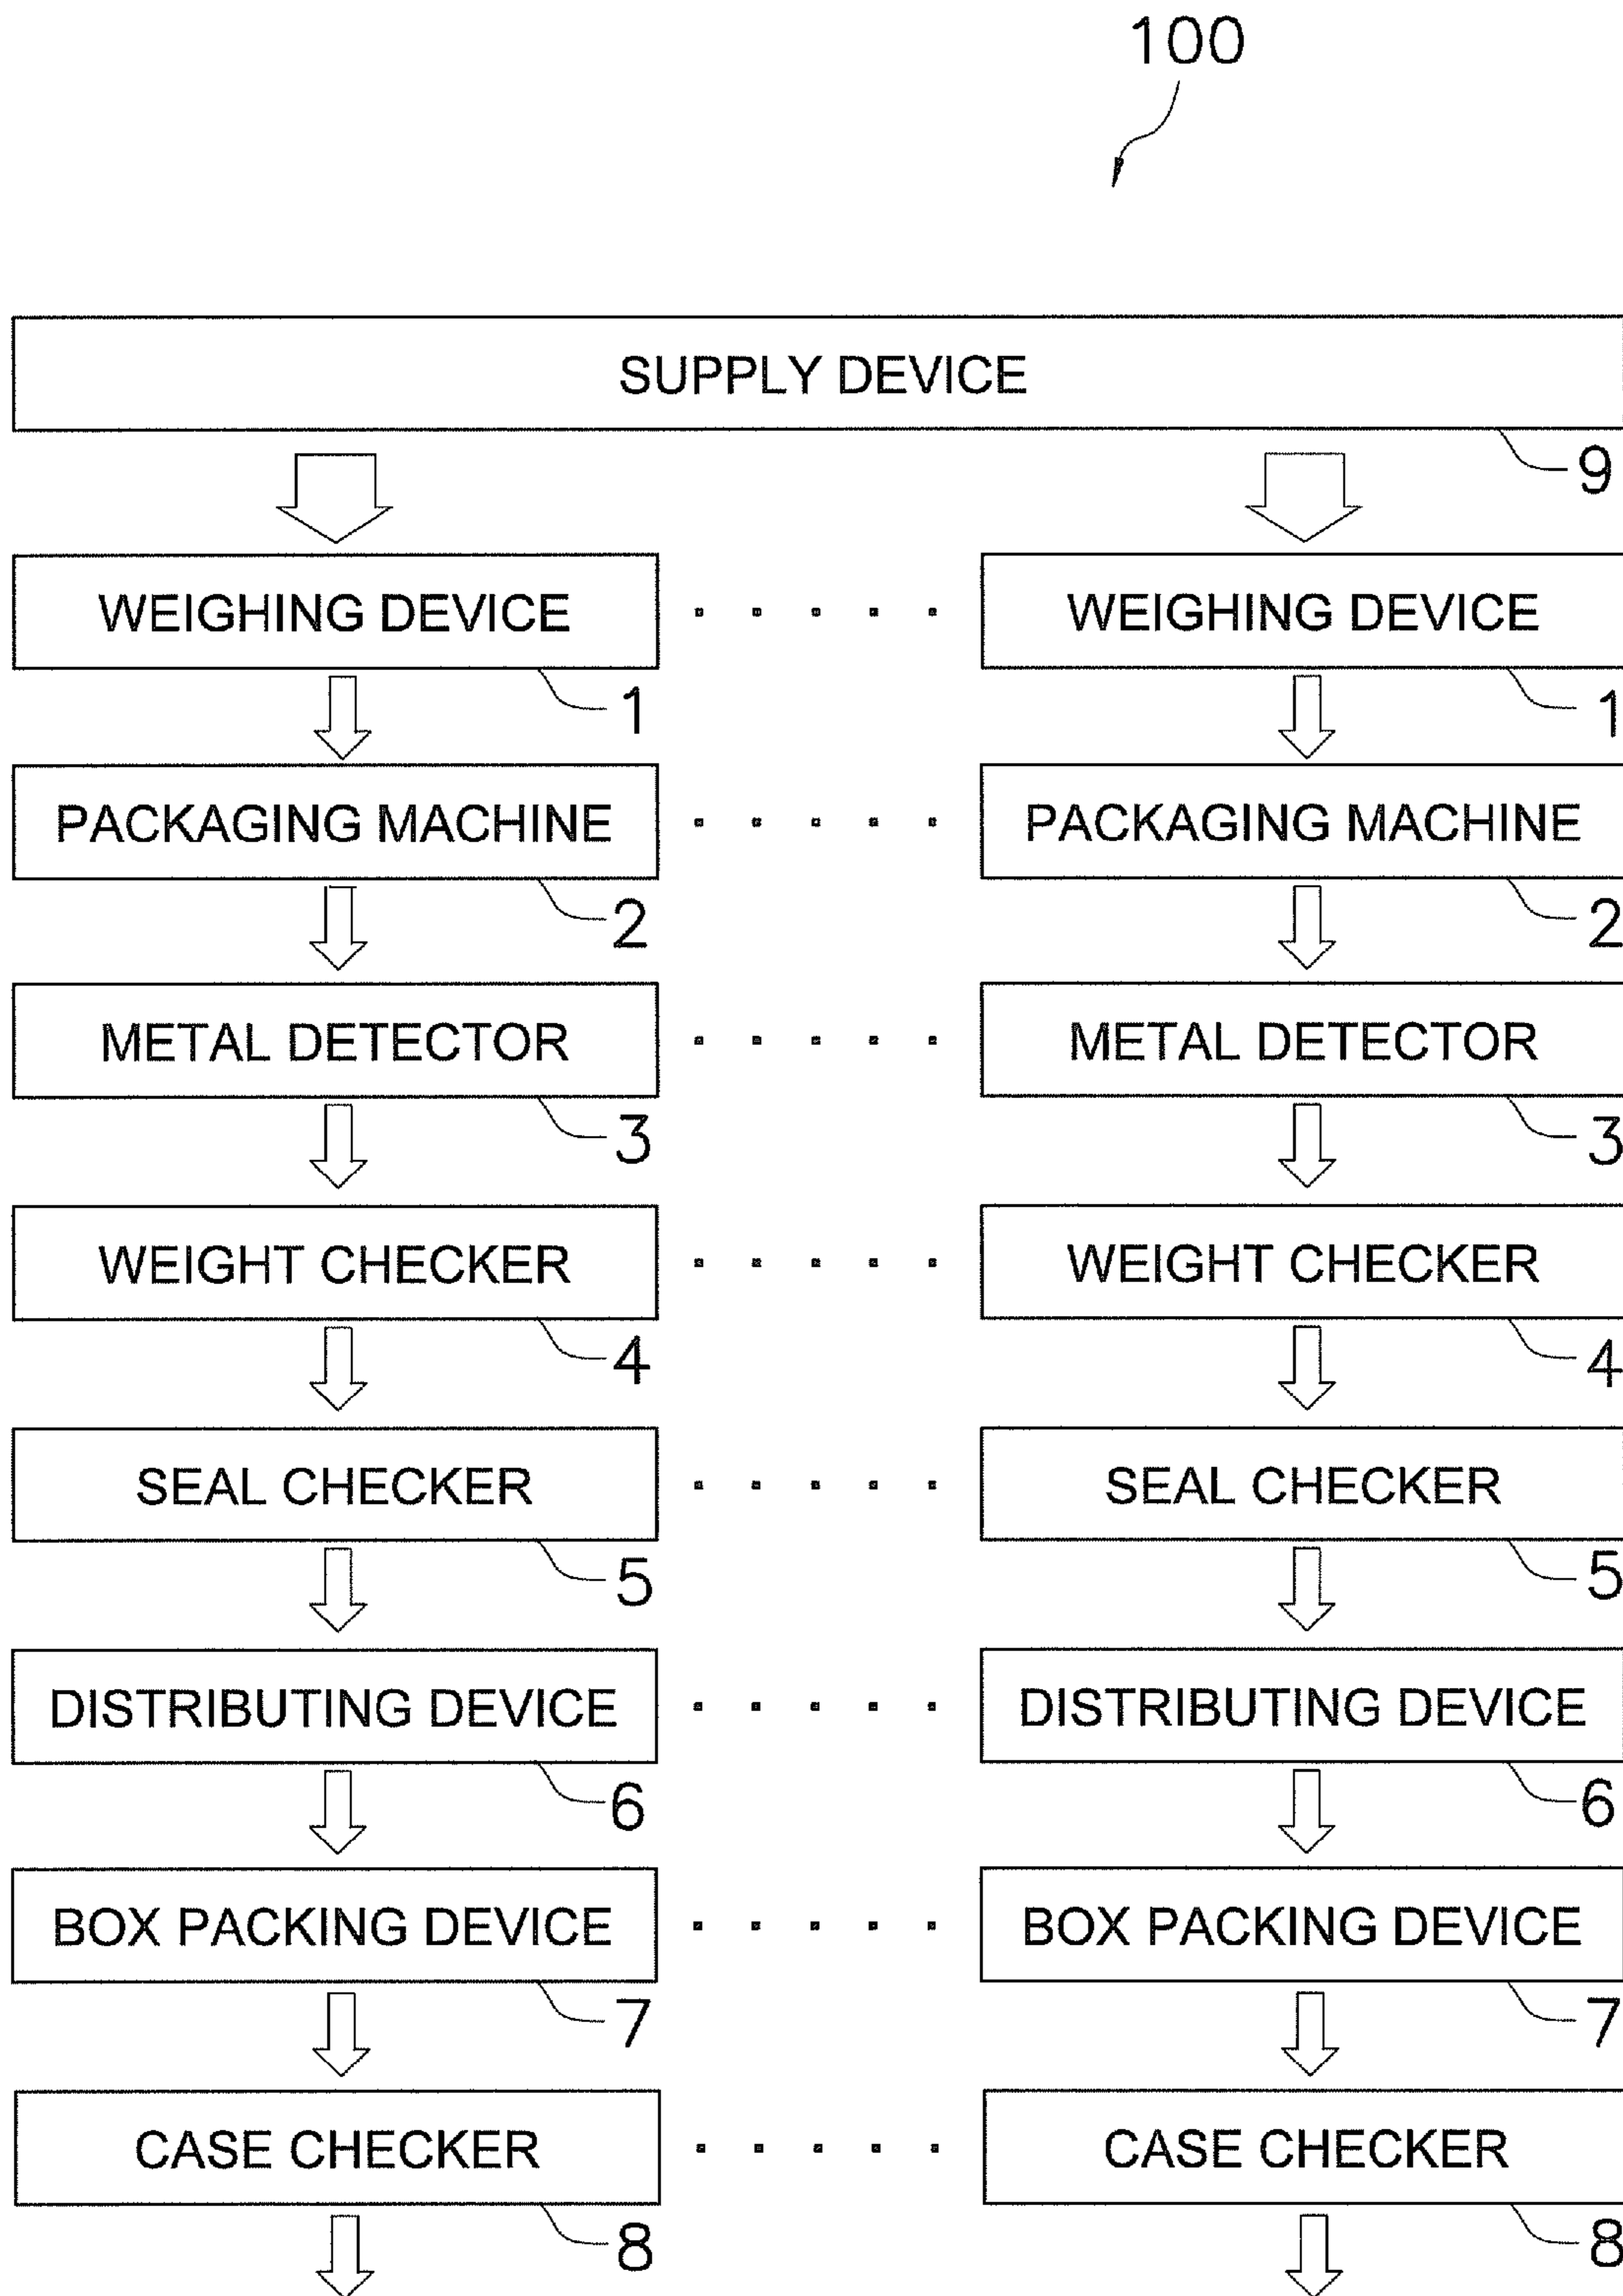 100
SUPPLY DEVICE
9
WEIGHING DEVICE WEIGHING DEVICE
1 1
PACKAGING MACHINE PACKAGING MACHINE
2 2
METAL DETECTOR METAL DETECTOR
3 3
WEIGHT CHECKER WEIGHT CHECKER
4 4
SEAL CHECKER SEAL CHECKER
5 5
DISTRIBUTING DEVICE DISTRIBUTING DEVICE
6 6
BOX PACKING DEVICE BOX PACKING DEVICE
7 7
CASE CHECKER CASE CHECKER
8 8